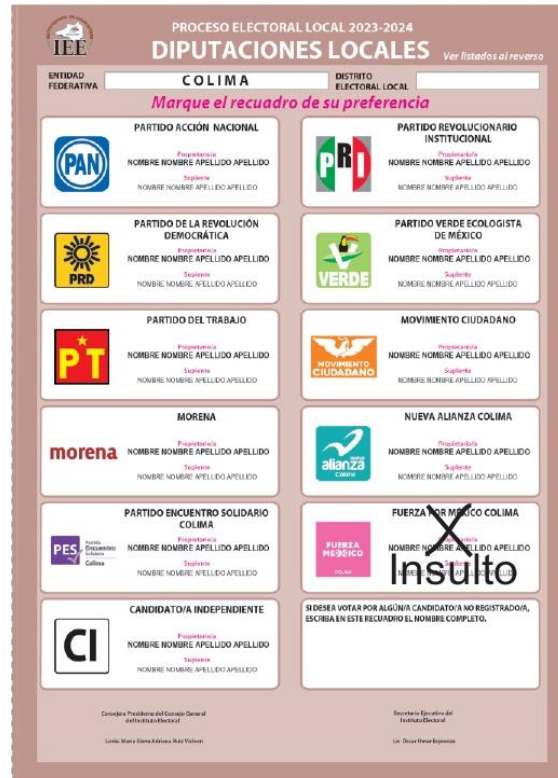 IEE
PROCESO ELECTORAL LOCAL 2023-2024
DIPUTACIONES LOCALES
Ver listados al reverso
ENTIDAD
FEDERATIVA
COLIMA
DISTRITO
ELECTORAL LOCAL
Marque el recuadro de su preferencia
PAN
PARTIDO ACCIÓN NACIONAL
Propietario/a
NOMBRE NOMBRE APELLIDO APELLIDO
Suplente
NOMBRE NOMBRE APELLIDO APELLIDO
PRI
PARTIDO REVOLUCIONARIO
INSTITUCIONAL
Propietario/a
NOMBRE NOMBRE APELLIDO APELLIDO
Suplente
NOMBRE NOMBRE APELLIDO APELLIDO
PRD
PARTIDO DE LA REVOLUCIÓN
DEMOCRÁTICA
Propietario/a
NOMBRE NOMBRE APELLIDO APELLIDO
Suplente
NOMBRE NOMBRE APELLIDO APELLIDO
VERDE
PARTIDO VERDE ECOLOGISTA
DE MÉXICO
Propietario/a
NOMBRE NOMBRE APELLIDO APELLIDO
Suplente
NOMBRE NOMBRE APELLIDO APELLIDO
PT
PARTIDO DEL TRABAJO
Propietario/a
NOMBRE NOMBRE APELLIDO APELLIDO
Suplente
NOMBRE NOMBRE APELLIDO APELLIDO
MOVIMIENTO
CIUDADANO
MOVIMIENTO CIUDADANO
Propietario/a
NOMBRE NOMBRE APELLIDO APELLIDO
Suplente
NOMBRE NOMBRE APELLIDO APELLIDO
morena
MORENA
Propietario/a
NOMBRE NOMBRE APELLIDO APELLIDO
Suplente
NOMBRE NOMBRE APELLIDO APELLIDO
nueva
alianza
Colima
NUEVA ALIANZA COLIMA
Propietario/a
NOMBRE NOMBRE APELLIDO APELLIDO
Suplente
NOMBRE NOMBRE APELLIDO APELLIDO
PES
Partido
Encuentro
Solidario
Colima
PARTIDO ENCUENTRO SOLIDARIO
COLIMA
Propietario/a
NOMBRE NOMBRE APELLIDO APELLIDO
Suplente
NOMBRE NOMBRE APELLIDO APELLIDO
FUERZA
MEXICO
COLIMA
FUERZA POR MÉXICO COLIMA
X
NOMBRE NOMBRE APELLIDO APELLIDO
Insulto
CI
CANDIDATO/A INDEPENDIENTE
Propietario/a
NOMBRE NOMBRE APELLIDO APELLIDO
Suplente
NOMBRE NOMBRE APELLIDO APELLIDO
SI DESEA VOTAR POR ALGÚN/A CANDIDATO/A NO REGISTRADO/A,
ESCRIBA EN ESTE RECUADRO EL NOMBRE COMPLETO.
Consejera Presidenta del Consejo General
del Instituto Electoral
Secretario Ejecutivo del
Instituto Electoral